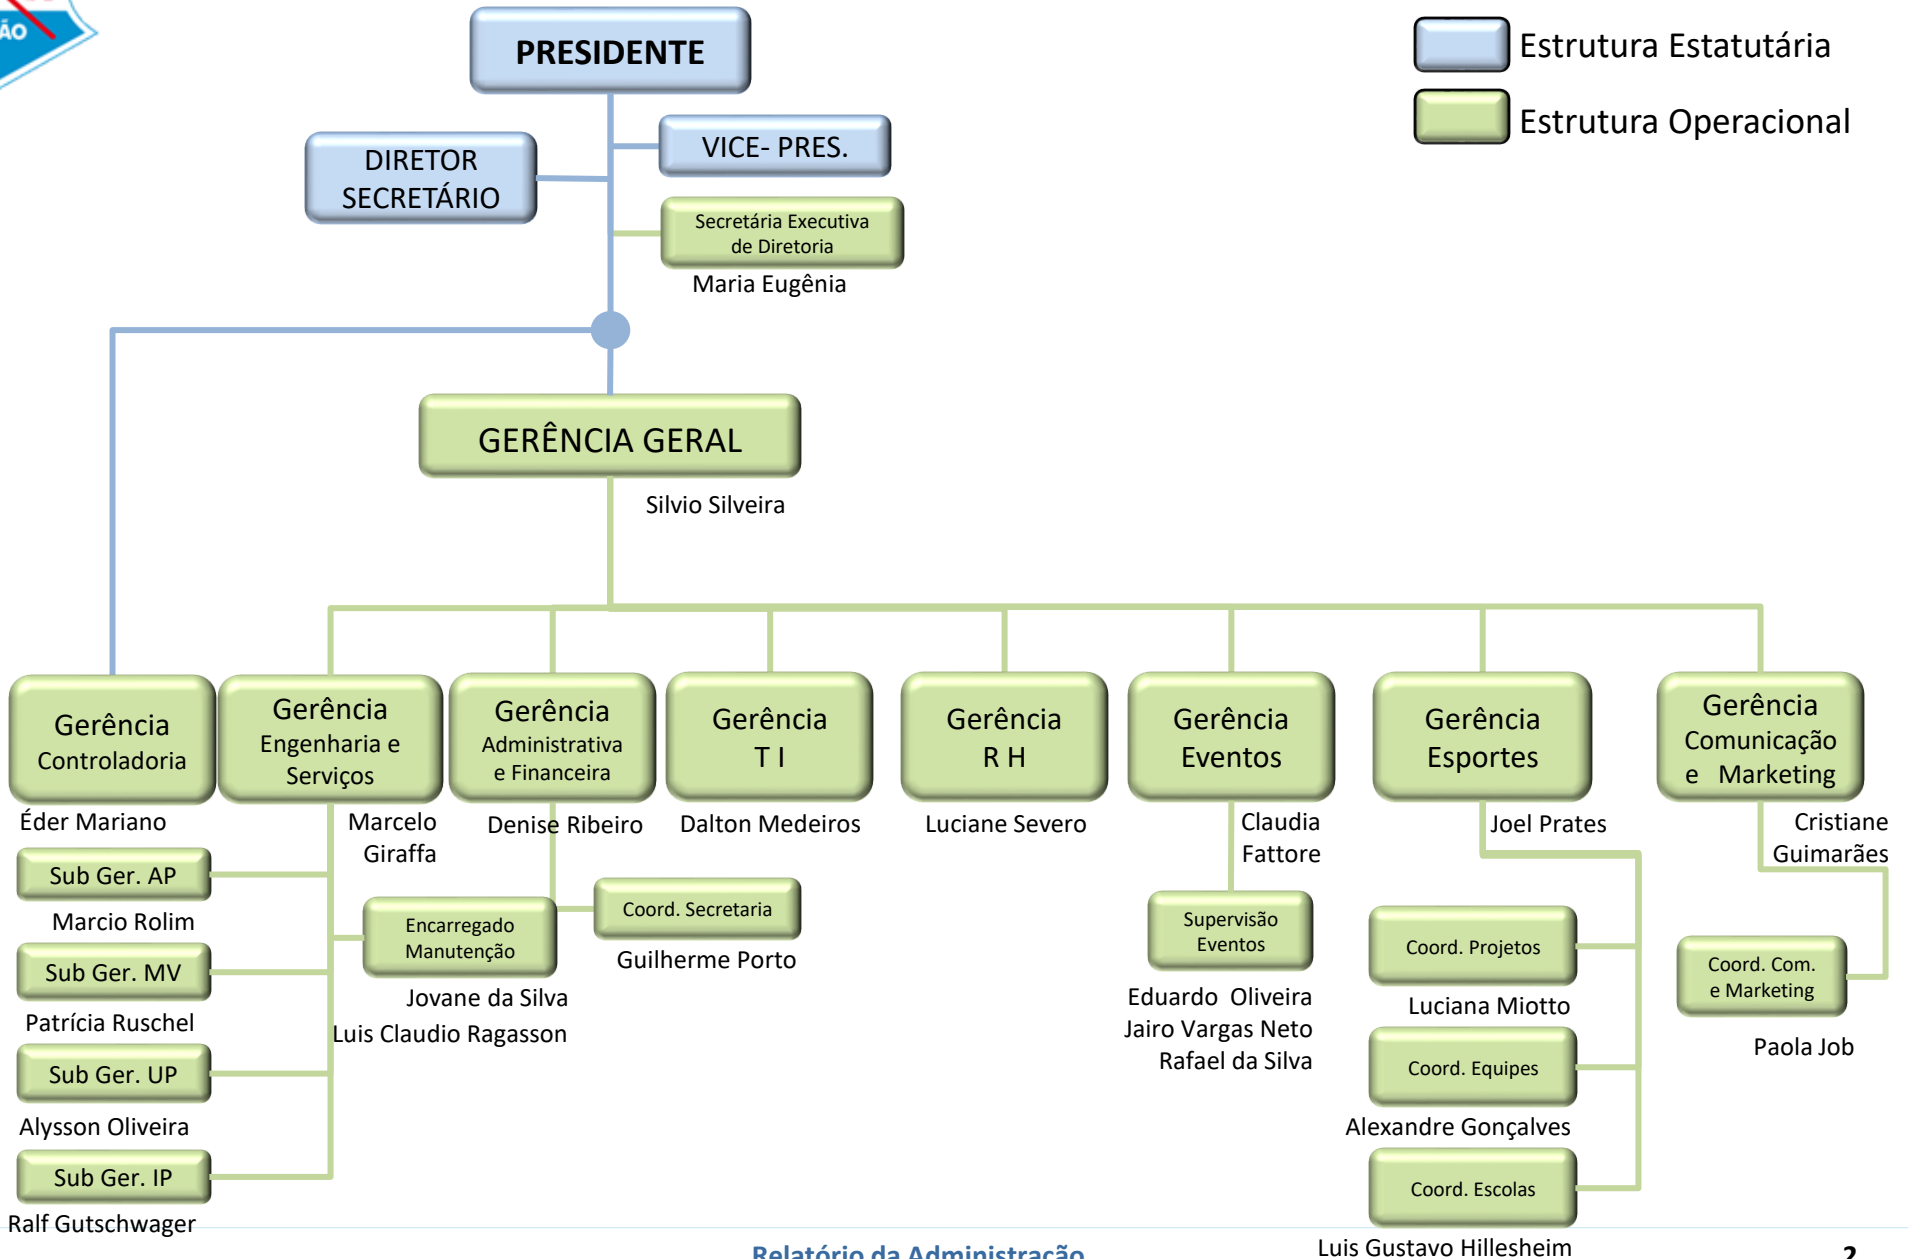 ÃO
PRESIDENTE
Estrutura Estatutária
Estrutura Operacional
DIRETOR
SECRETÁRIO
VICE- PRES.
Secretária Executiva
de Diretoria
Maria Eugênia
GERÊNCIA GERAL
Silvio Silveira
Gerência
Controladoria
Éder Mariano
Gerência
Engenharia e
Serviços
Marcelo
Giraffa
Sub Ger. AP
Marcio Rolim
Sub Ger. MV
Patrícia Ruschel
Sub Ger. UP
Alysson Oliveira
Sub Ger. IP
Ralf Gutschwager
Encarregado
Manutenção
Jovane da Silva
Luis Claudio Ragasson
Gerência
Administrativa
e Financeira
Denise Ribeiro
Coord. Secretaria
Guilherme Porto
Gerência
T I
Dalton Medeiros
Gerência
R H
Luciane Severo
Gerência
Eventos
Claudia
Fattore
Supervisão
Eventos
Eduardo Oliveira
Jairo Vargas Neto
Rafael da Silva
Gerência
Esportes
Joel Prates
Coord. Projetos
Luciana Miotto
Coord. Equipes
Alexandre Gonçalves
Coord. Escolas
Luis Gustavo Hillesheim
Gerência
Comunicação
e Marketing
Cristiane
Guimarães
Coord. Com.
e Marketing
Paola Job
Relatório da Administração
2